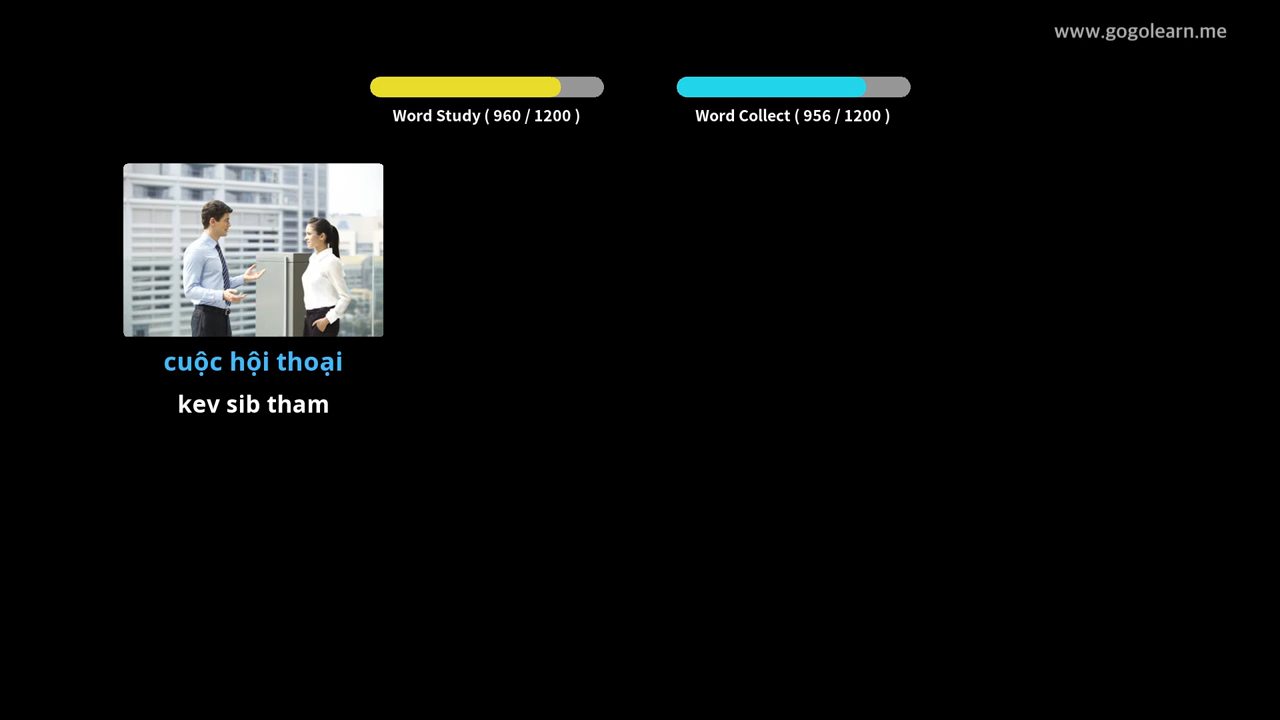 www.gogolearn.me
Word Study ( 960 / 1200 )
Word Collect ( 956 / 1200 )
cuộc hội thoại
kev sib tham